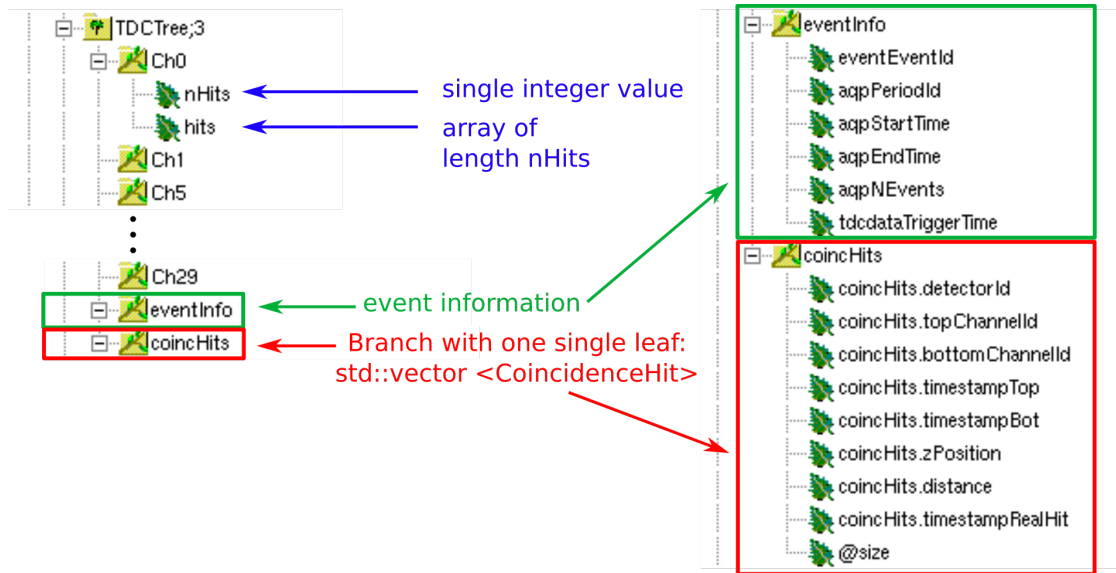 TDCTree;3
Ch0
nHits
hits
Ch1
Ch5
Ch29
eventInfo
coincHits
single integer value
array of
length nHits
event information
Branch with one single leaf:
std::vector <CoincidenceHit>
eventInfo
eventEventId
aqpPeriodId
aqpStartTime
aqpEndTime
aqpNEvents
tdcdataTriggerTime
coincHits
coincHits.detectorId
coincHits.topChannelId
coincHits.bottomChannelId
coincHits.timestampTop
coincHits.timestampBot
coincHits.zPosition
coincHits.distance
coincHits.timestampRealHit
@size